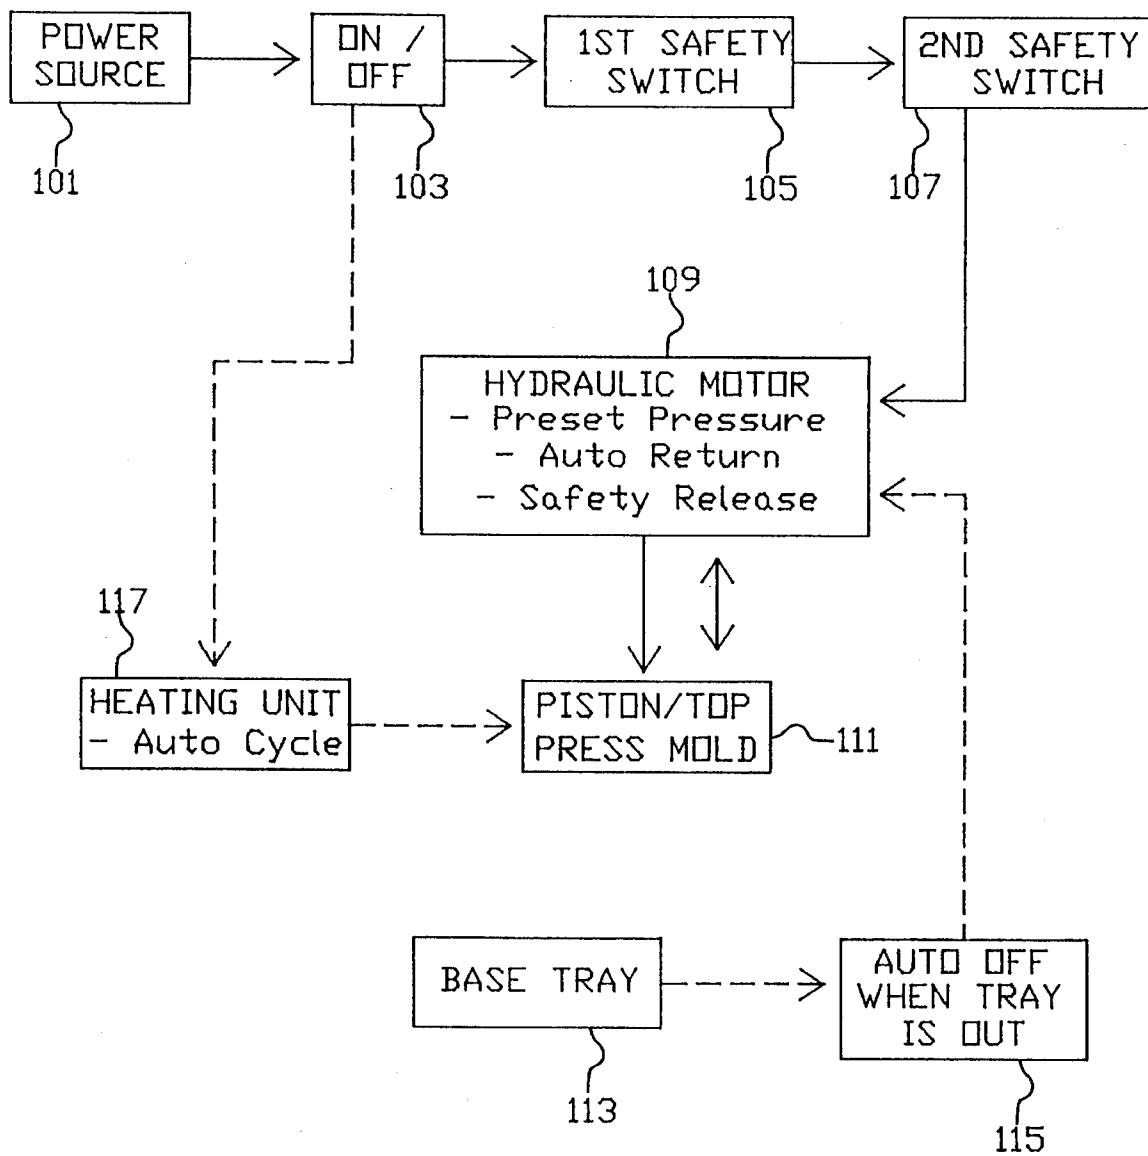 POWER
SOURCE
ON /
OFF
1ST SAFETY
SWITCH
2ND SAFETY
SWITCH
101
103
105
107
109
HYDRAULIC MOTOR
- Preset Pressure
- Auto Return
- Safety Release
117
HEATING UNIT
- Auto Cycle
PISTON/TOP
PRESS MOLD
111
BASE TRAY
113
AUTO OFF
WHEN TRAY
IS OUT
115